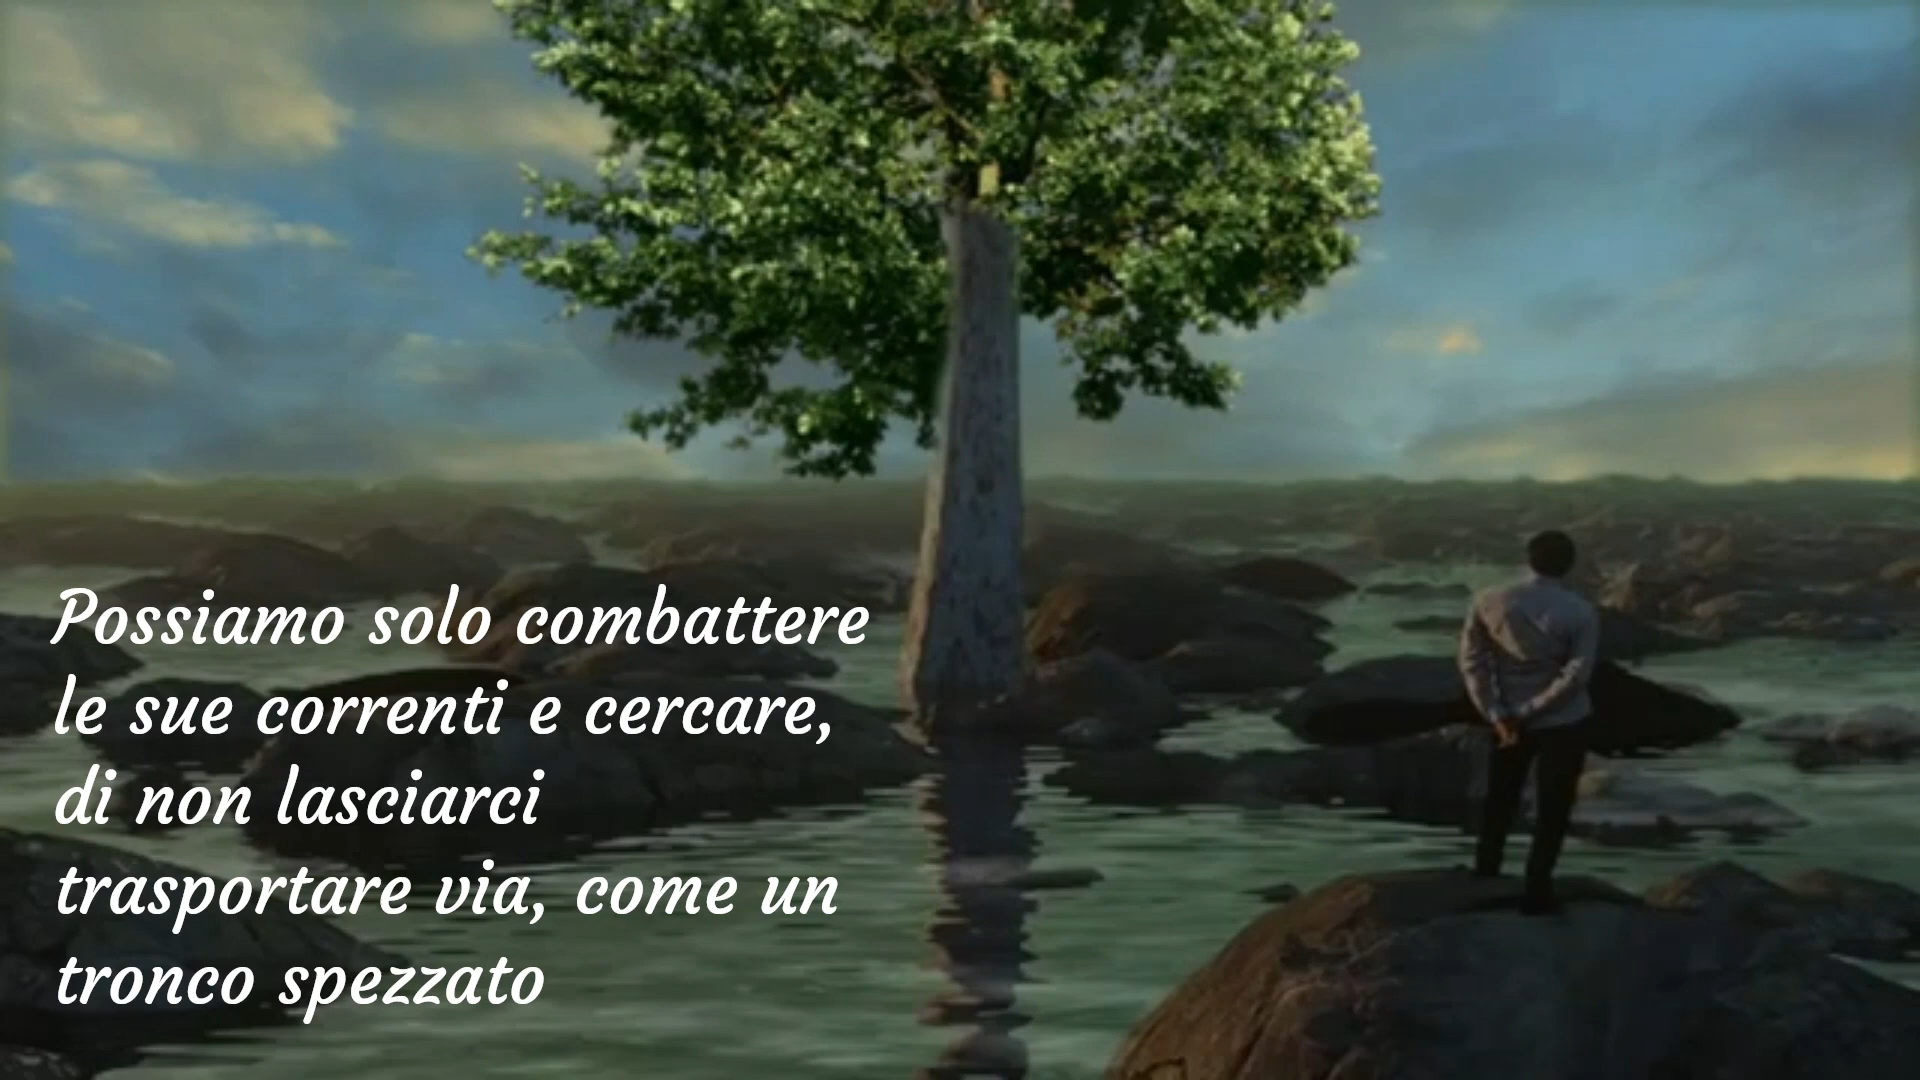 Possiamo solo combattere
le sue correnti e cercare,
di non lasciarci
trasportare via, come un
tronco spezzato